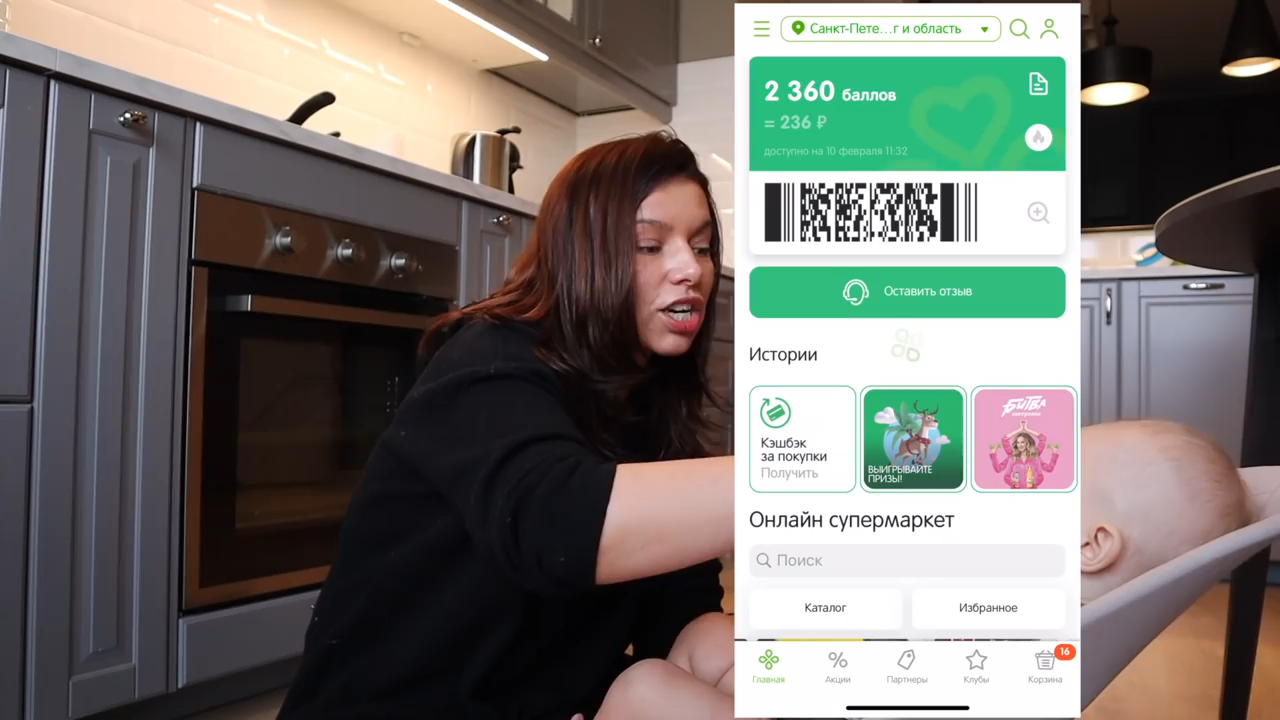 Санкт-Пете...г и область
2 360 баллов
= 236 ₽
доступно на 10 февраля 11:32
Оставить отзыв
Истории
Кэшбэк
за покупки
Получить
ВЫИГРЫВАЙТЕ
ПРИЗЫ!
БИТВА
Онлайн супермаркет
Поиск
Каталог
Избранное
16
Главная
Акции
Партнеры
Клубы
Корзина